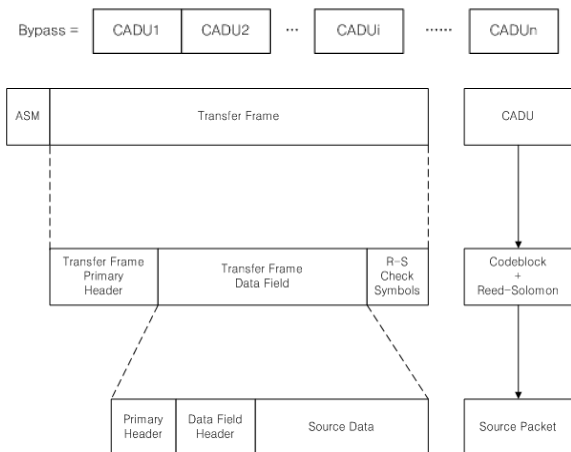 Bypass = CADU1 CADU2 ... CADUi ...... CADUn
ASM Transfer Frame CADU
Transfer Frame
Primary
Header
Transfer Frame
Data Field
R-S
Check
Symbols
Codeblock
+
Reed-Solomon
Primary
Header
Data Field
Header
Source Data
Source Packet